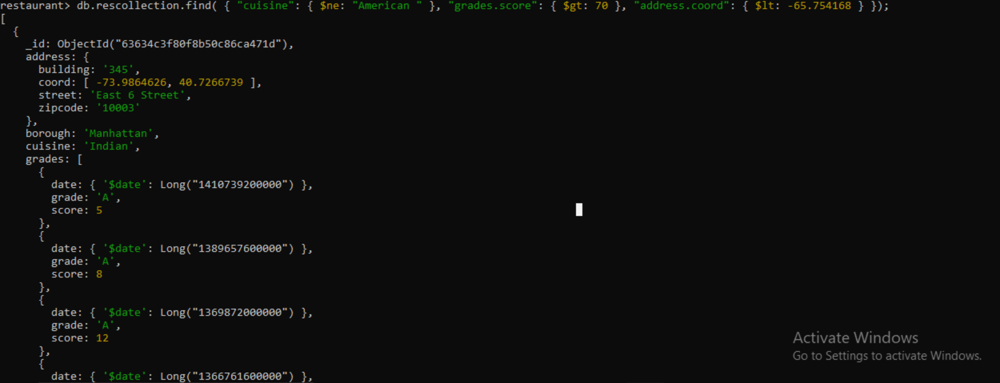 restaurant> db.rescollection.find( { "cuisine": { $ne: "American " }, "grades.score": { $gt: 70 }, "address.coord": { $lt: -65.754168 } });
[
  {
    _id: ObjectId("63634c3f80f8b50c86ca471d"),
    address: {
      building: '345',
      coord: [ -73.9864626, 40.7266739 ],
      street: 'East 6 Street',
      zipcode: '10003'
    },
    borough: 'Manhattan',
    cuisine: 'Indian',
    grades: [
      {
        date: { '$date': Long("1410739200000") },
        grade: 'A',
        score: 5
      },
      {
        date: { '$date': Long("1389657600000") },
        grade: 'A',
        score: 8
      },
      {
        date: { '$date': Long("1369872000000") },
        grade: 'A',
        score: 12
      },
      {
        date: { '$date': Long("1366761600000") },
Activate Windows
Go to Settings to activate Windows.